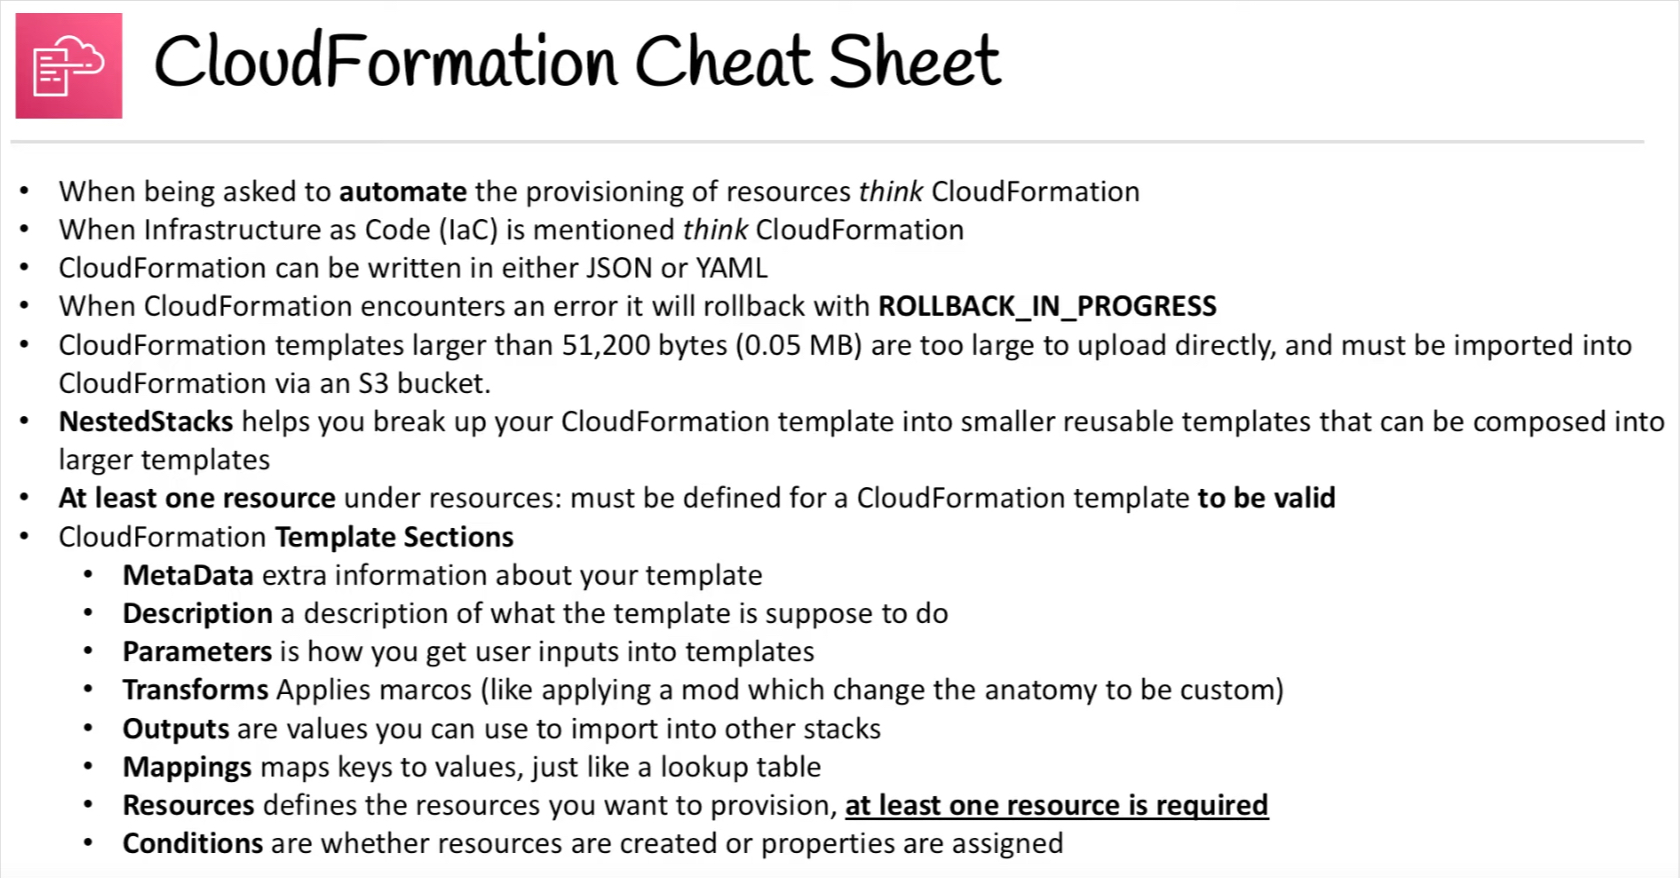 CloudFormation Cheat Sheet
• When being asked to automate the provisioning of resources think CloudFormation
• When Infrastructure as Code (IaC) is mentioned think CloudFormation
• CloudFormation can be written in either JSON or YAML
• When CloudFormation encounters an error it will rollback with ROLLBACK_IN_PROGRESS
• CloudFormation templates larger than 51,200 bytes (0.05 MB) are too large to upload directly, and must be imported into
CloudFormation via an S3 bucket.
• NestedStacks helps you break up your CloudFormation template into smaller reusable templates that can be composed into
larger templates
• At least one resource under resources: must be defined for a CloudFormation template to be valid
• CloudFormation Template Sections
• MetaData extra information about your template
• Description a description of what the template is suppose to do
• Parameters is how you get user inputs into templates
• Transforms Applies marcos (like applying a mod which change the anatomy to be custom)
• Outputs are values you can use to import into other stacks
• Mappings maps keys to values, just like a lookup table
• Resources defines the resources you want to provision, at least one resource is required
• Conditions are whether resources are created or properties are assigned